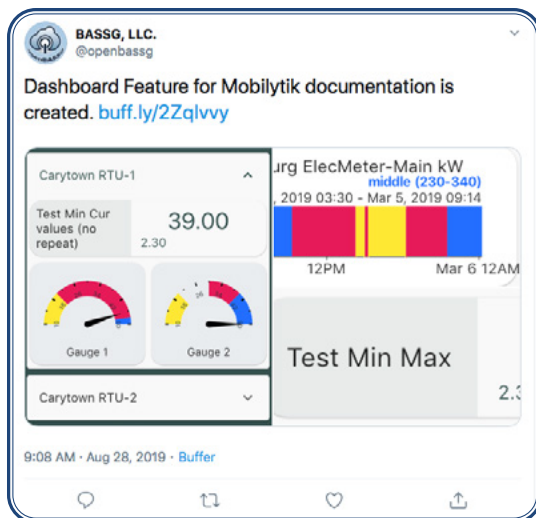 BASSG, LLC.
@openbassg
Dashboard Feature for Mobilytik documentation is
created. buff.ly/2Zqlvvy
Carytown RTU-1
Test Min Cur
values (no
repeat)
39.00
2.30
Gauge 1
Gauge 2
Carytown RTU-2
urg ElecMeter-Main kW
middle (230-340)
, 2019 03:30 - Mar 5, 2019 09:14
12PM
Mar 6 12AM
Test Min Max
2.3
9:08 AM · Aug 28, 2019 · Buffer